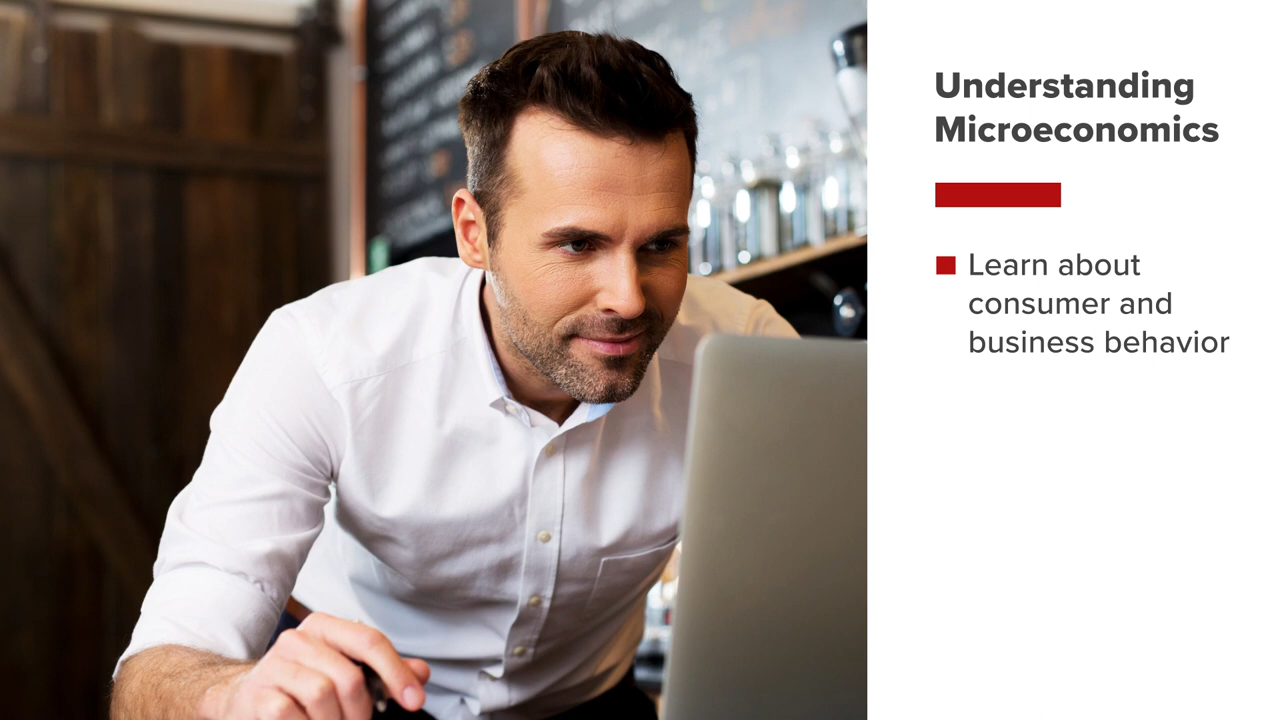 Understanding
Microeconomics
Learn about
consumer and
business behavior